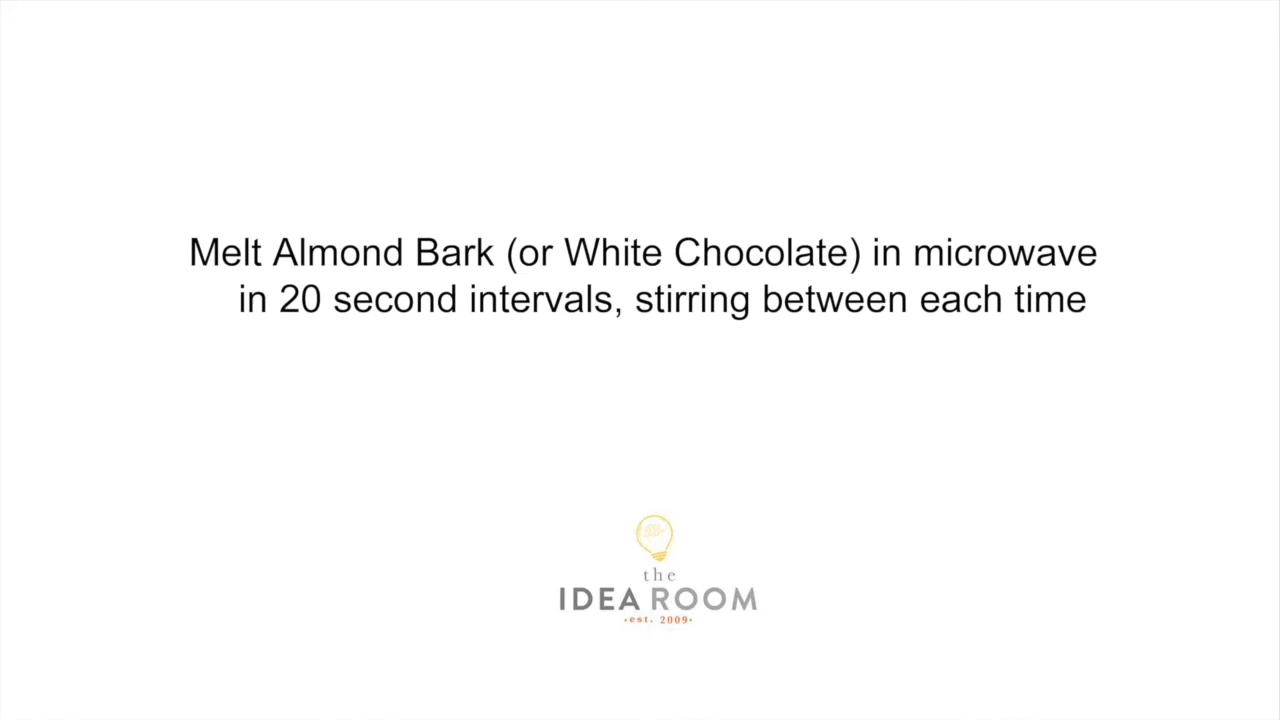 Melt Almond Bark (or White Chocolate) in microwave
in 20 second intervals, stirring between each time
the
IDEA ROOM
·est. 2009·